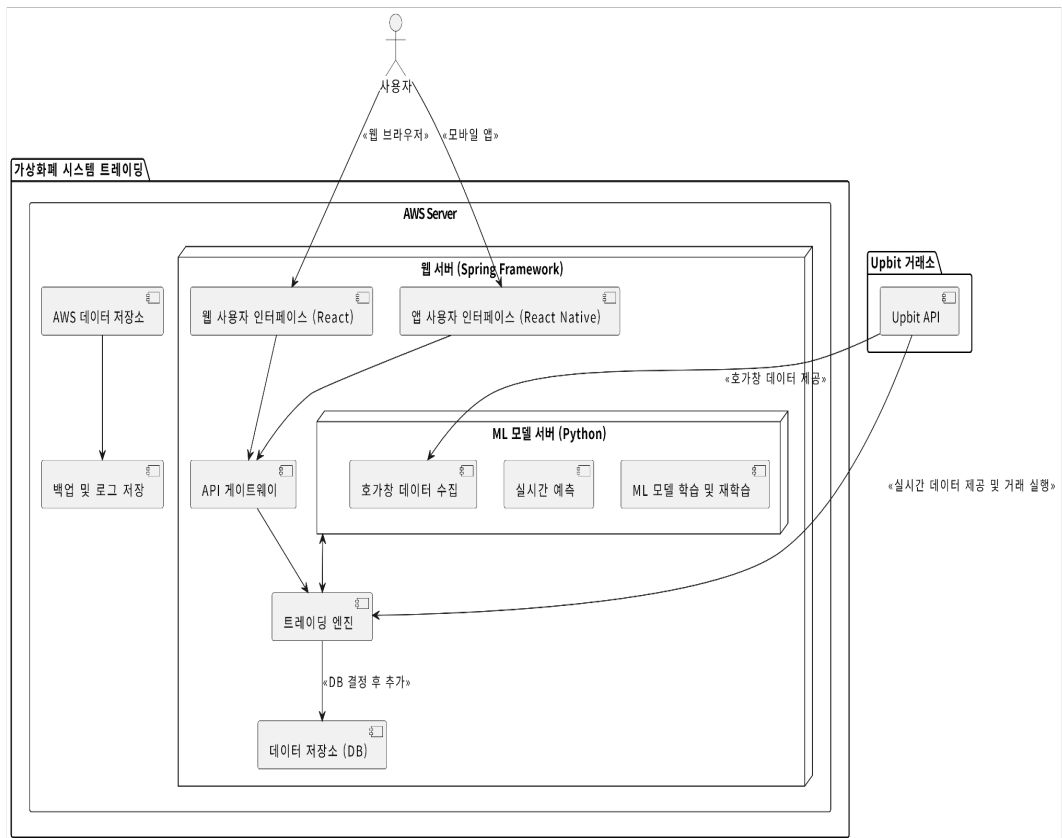 사용자
«웹 브라우저» «모바일 앱»
가상화폐 시스템 트레이딩
AWS Server
웹 서버 (Spring Framework)
Upbit 거래소
AWS 데이터 저장소
웹 사용자 인터페이스 (React)
앱 사용자 인터페이스 (React Native)
Upbit API
«호가창 데이터 제공»
ML 모델 서버 (Python)
백업 및 로그 저장
API 게이트웨이
호가창 데이터 수집
실시간 예측
ML 모델 학습 및 재학습
«실시간 데이터 제공 및 거래 실행»
트레이딩 엔진
«DB 결정 후 추가»
데이터 저장소 (DB)